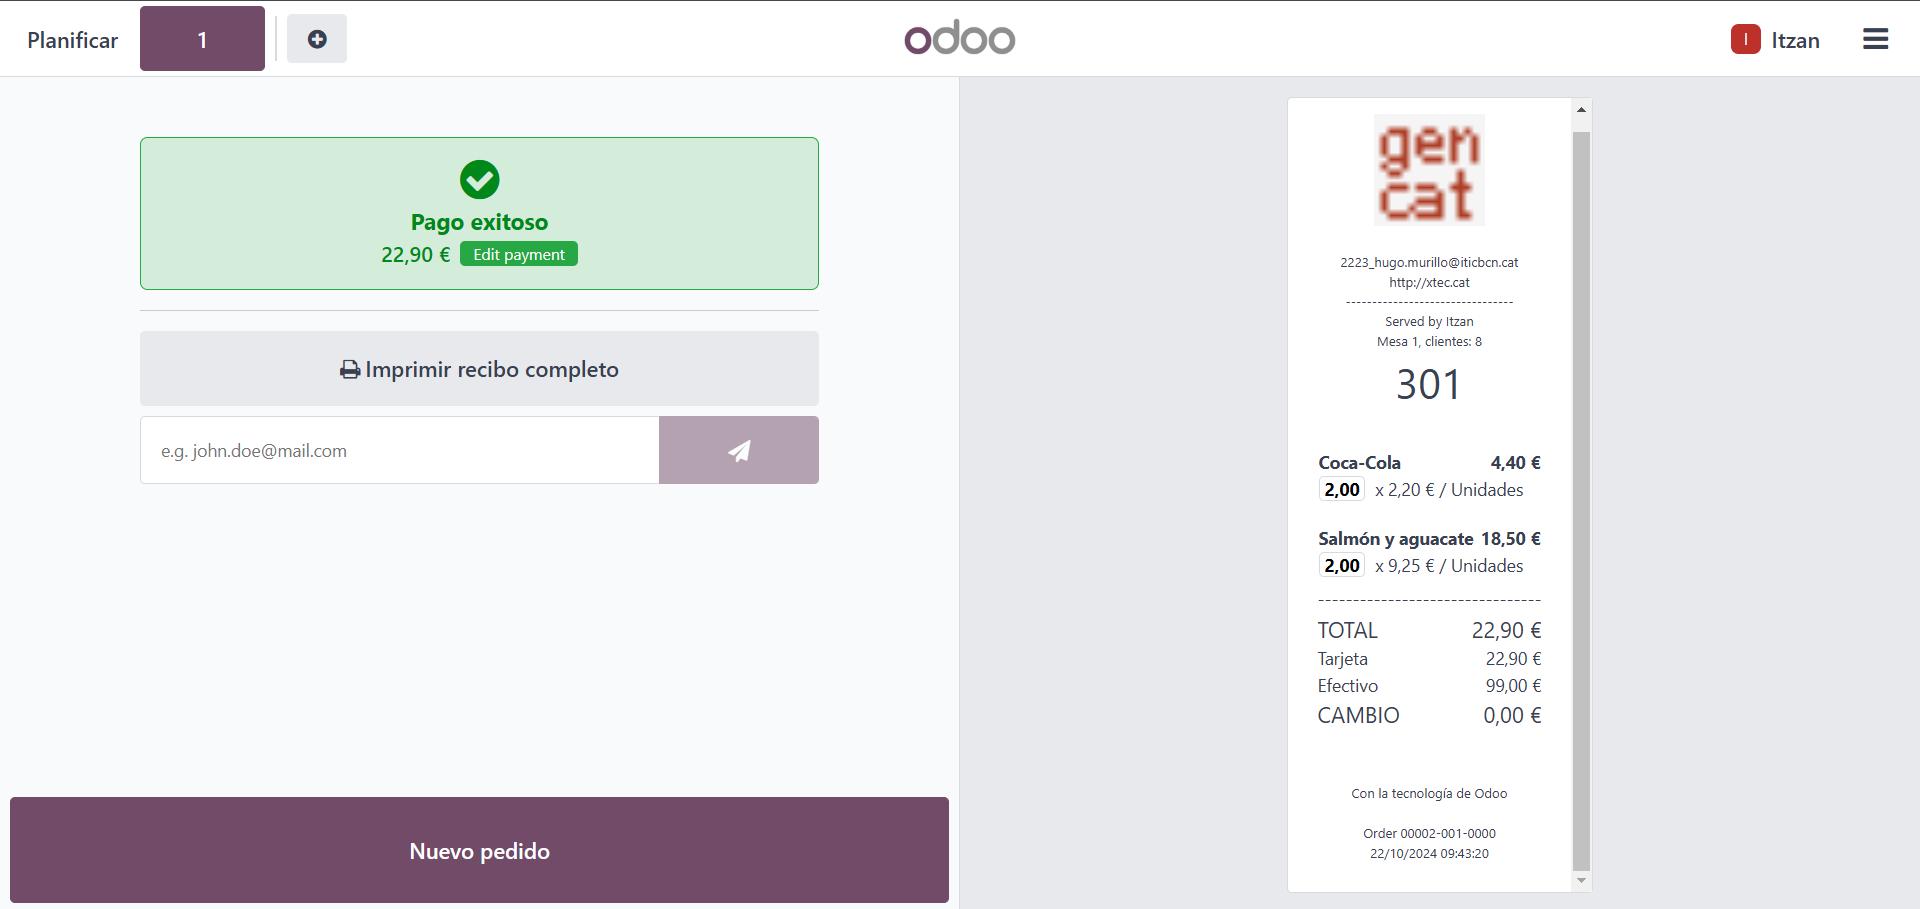 Planificar
1
odoo
I
Itzan
Pago exitoso
22,90 € Edit payment
Imprimir recibo completo
e.g. john.doe@mail.com
Nuevo pedido
gen
cat
2223_hugo.murillo@iticbcn.cat
http://xtec.cat
--------------------------------
Served by Itzan
Mesa 1, clientes: 8
301
Coca-Cola 4,40 €
2,00 x 2,20 € / Unidades
Salmón y aguacate 18,50 €
2,00 x 9,25 € / Unidades
--------------------------------
TOTAL 22,90 €
Tarjeta 22,90 €
Efectivo 99,00 €
CAMBIO 0,00 €
Con la tecnología de Odoo
Order 00002-001-0000
22/10/2024 09:43:20